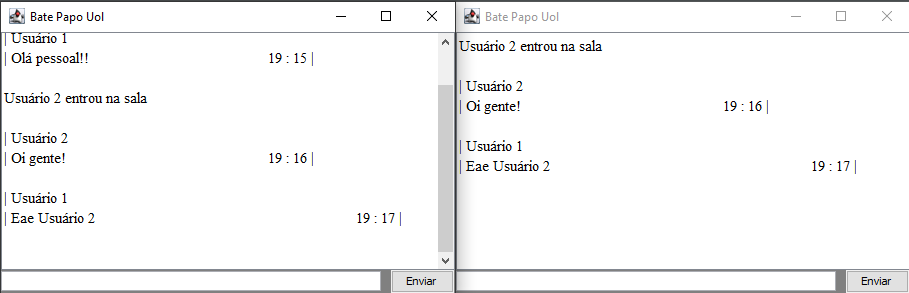 Bate Papo Uol
| Usuário 1
| Olá pessoal!! 19 : 15 |
Usuário 2 entrou na sala
| Usuário 2
| Oi gente! 19 : 16 |
| Usuário 1
| Eae Usuário 2 19 : 17 |
Enviar
Bate Papo Uol
Usuário 2 entrou na sala
| Usuário 2
| Oi gente! 19 : 16 |
| Usuário 1
| Eae Usuário 2 19 : 17 |
Enviar